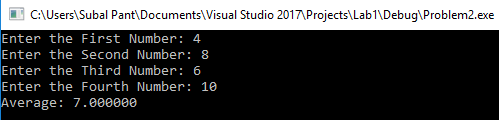 C:\Users\Subal Pant\Documents\Visual Studio 2017\Projects\Lab1\Debug\Problem2.exe
Enter the First Number: 4
Enter the Second Number: 8
Enter the Third Number: 6
Enter the Fourth Number: 10
Average: 7.000000